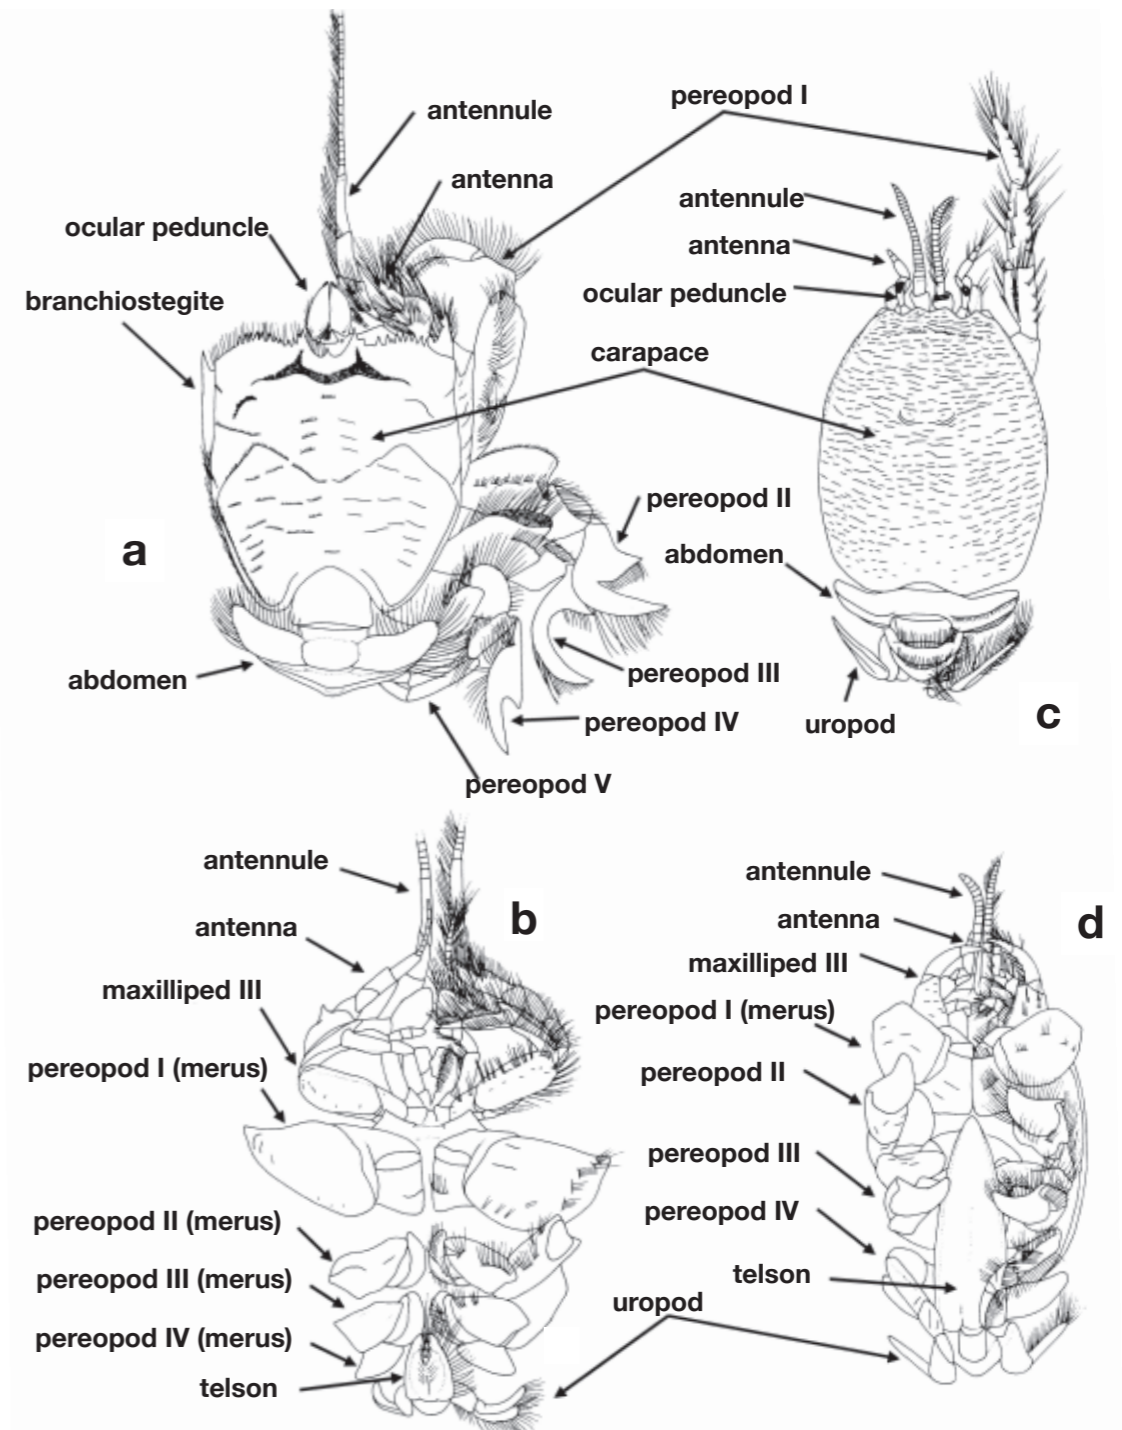 antennule
pereopod I
antenna
antennule
ocular peduncle
antenna
branchiostegite
ocular peduncle
carapace
pereopod II
a
abdomen
pereopod III
abdomen
pereopod IV
uropod
c
pereopod V
antennule
antennule
b
d
antenna
antenna
maxilliped III
maxilliped III
pereopod I (merus)
pereopod I (merus)
pereopod II
pereopod III
pereopod II (merus)
pereopod IV
pereopod III (merus)
telson
uropod
pereopod IV (merus)
telson